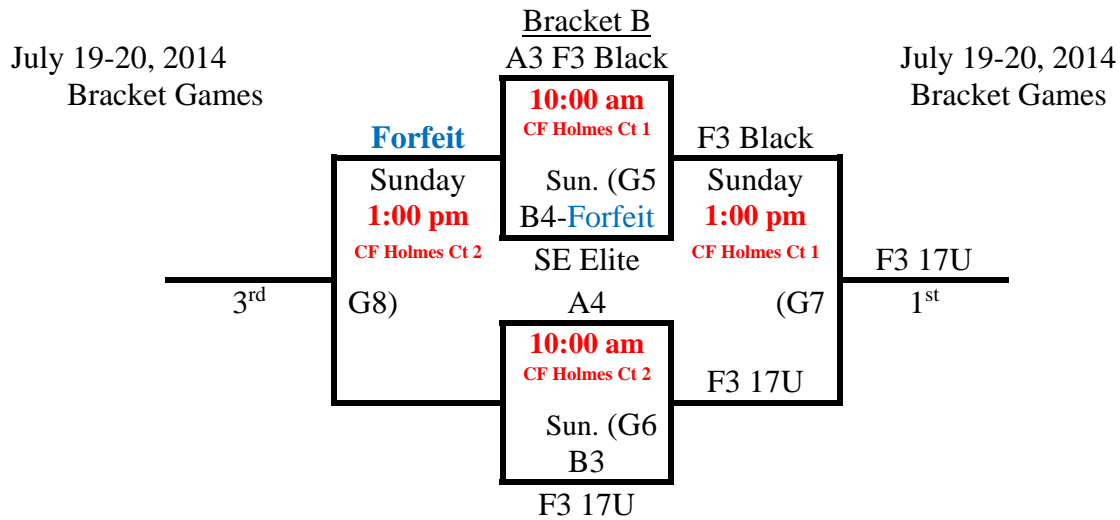 Bracket B
July 19-20, 2014
Bracket Games
A3 F3 Black
July 19-20, 2014
Bracket Games
10:00 am
CF Holmes Ct 1
Forfeit
F3 Black
Sunday
1:00 pm
CF Holmes Ct 2
Sun. (G5
B4-Forfeit
Sunday
1:00 pm
CF Holmes Ct 1
SE Elite
F3 17U
3rd
G8)
A4
(G7
1st
10:00 am
CF Holmes Ct 2
F3 17U
Sun. (G6
B3
F3 17U